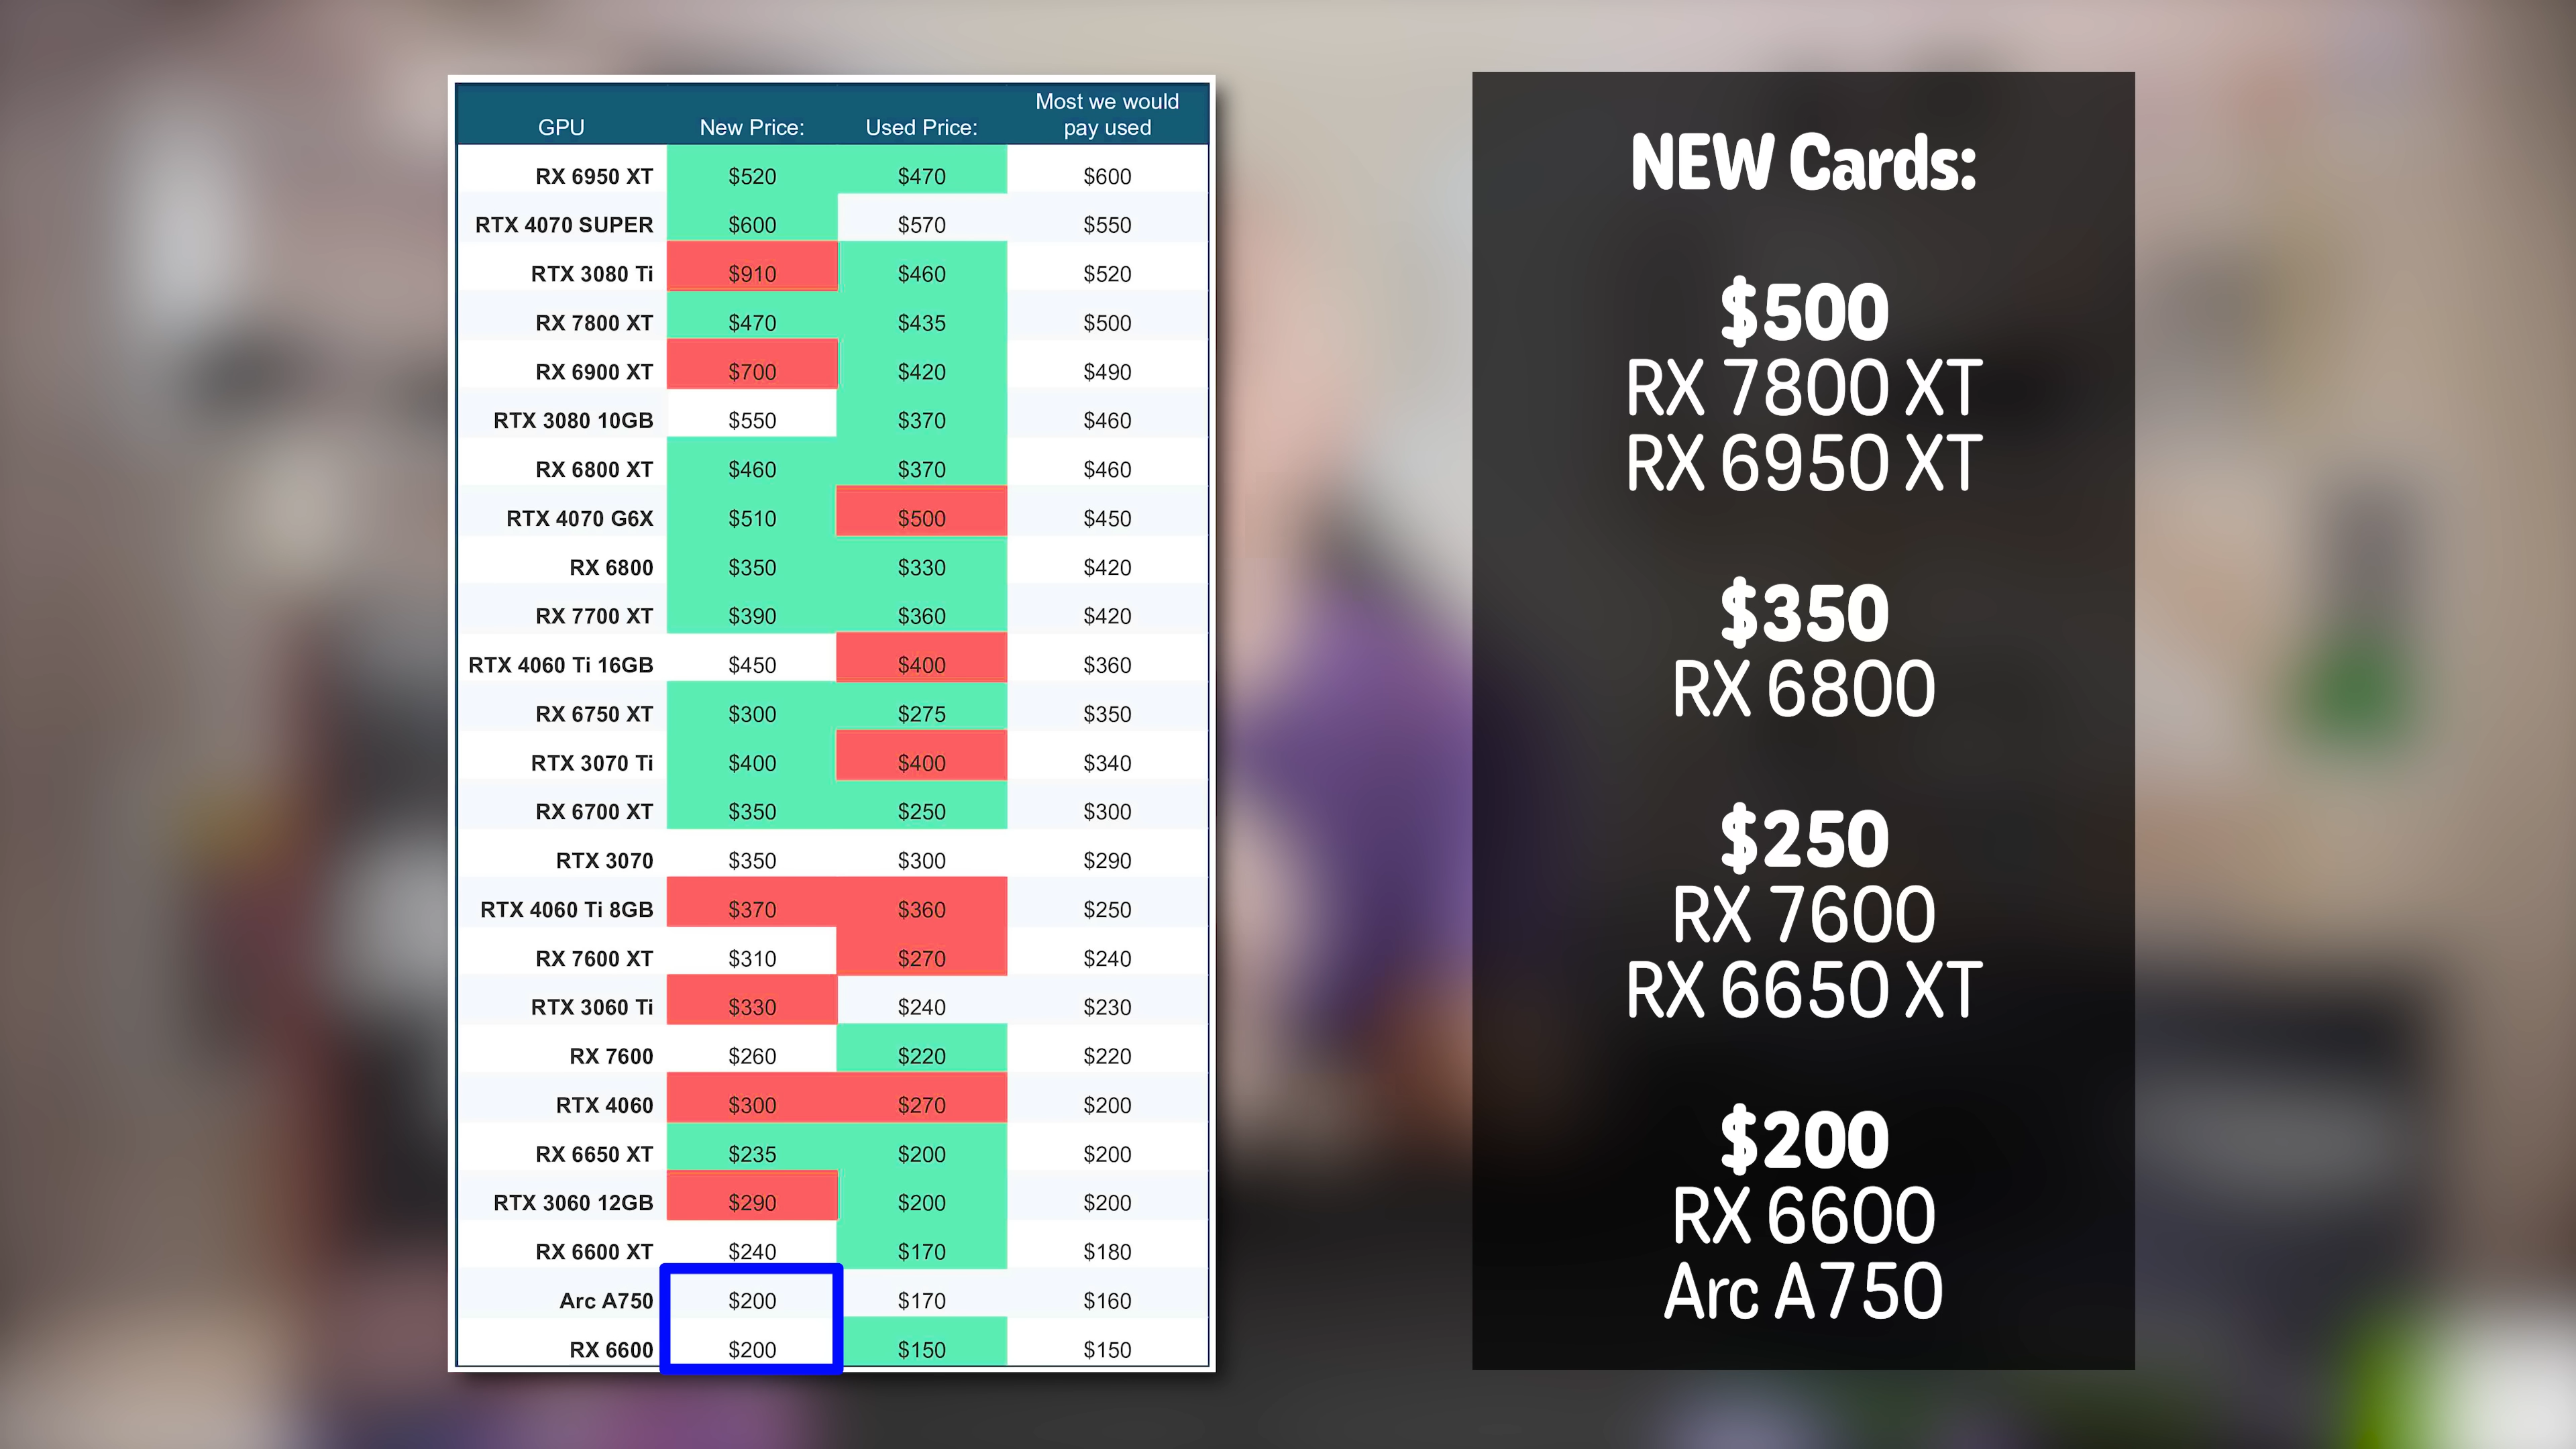 GPU New Price: Used Price: Most we would pay used
RX 6950 XT $520 $470 $600
RTX 4070 SUPER $600 $570 $550
RTX 3080 Ti $910 $460 $520
RX 7800 XT $470 $435 $500
RX 6900 XT $700 $420 $490
RTX 3080 10GB $550 $370 $460
RX 6800 XT $460 $370 $460
RTX 4070 G6X $510 $500 $450
RX 6800 $350 $330 $420
RX 7700 XT $390 $360 $420
RTX 4060 Ti 16GB $450 $400 $360
RX 6750 XT $300 $275 $350
RTX 3070 Ti $400 $400 $340
RX 6700 XT $350 $250 $300
RTX 3070 $350 $300 $290
RTX 4060 Ti 8GB $370 $360 $250
RX 7600 XT $310 $270 $240
RTX 3060 Ti $330 $240 $230
RX 7600 $260 $220 $220
RTX 4060 $300 $270 $200
RX 6650 XT $235 $200 $200
RTX 3060 12GB $290 $200 $200
RX 6600 XT $240 $170 $180
Arc A750 $200 $170 $160
RX 6600 $200 $150 $150
NEW Cards:
$500
RX 7800 XT
RX 6950 XT
$350
RX 6800
$250
RX 7600
RX 6650 XT
$200
RX 6600
Arc A750